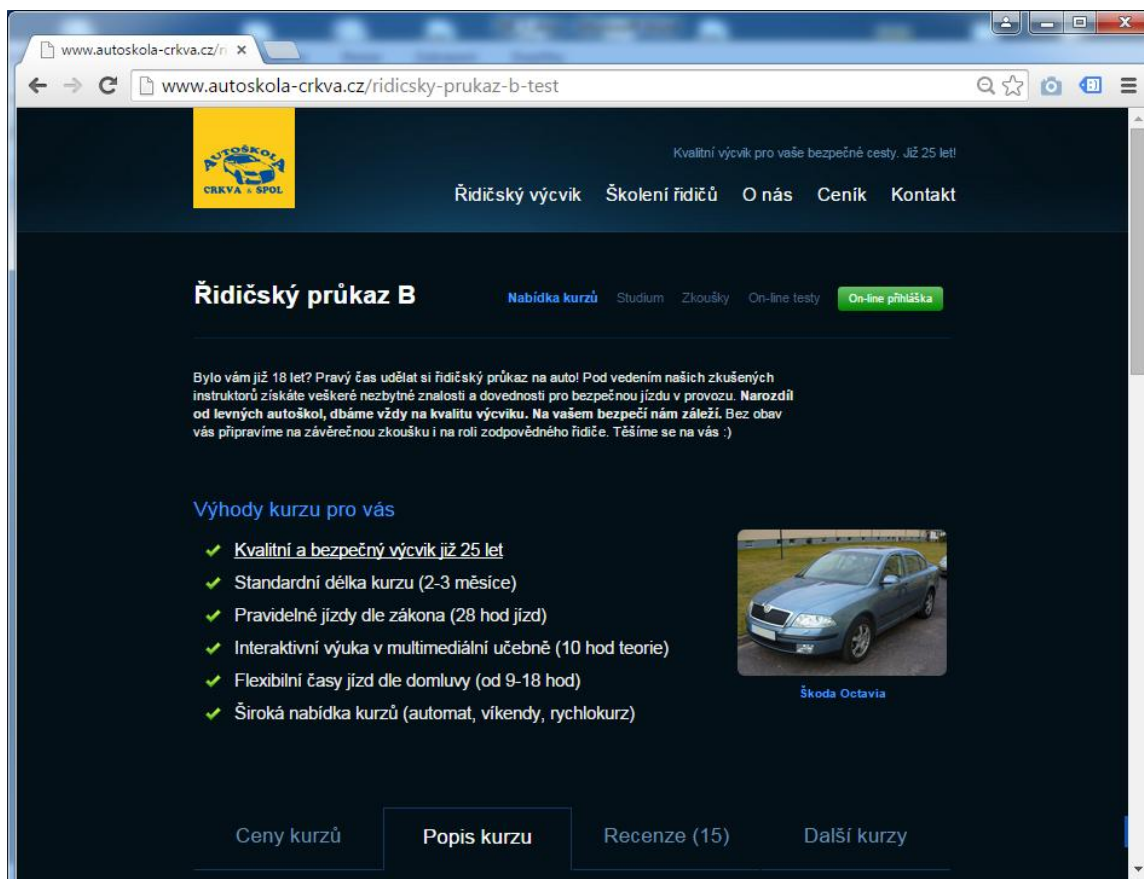 www.autoskola-crkva.cz/n
www.autoskola-crkva.cz/ridicsky-prukaz-b-test
AUTOŠKOLA
CRKVA & SPOL
Kvalitní výcvik pro vaše bezpečné cesty. Již 25 let!
Řidičský výcvik Školení řidičů O nás Ceník Kontakt
Řidičský průkaz B
Nabídka kurzů Studium Zkoušky On-line testy On-line přihláška
Bylo vám již 18 let? Pravý čas udělat si řidičský průkaz na auto! Pod vedením našich zkušených
instruktorů získáte veškeré nezbytné znalosti a dovednosti pro bezpečnou jízdu v provozu. Narozdíl
od levných autoškol, dbáme vždy na kvalitu výcviku. Na vašem bezpečí nám záleží. Bez obav
vás připravíme na závěrečnou zkoušku i na roli zodpovědného řidiče. Těšíme se na vás :)
Výhody kurzu pro vás
Kvalitní a bezpečný výcvik již 25 let
Standardní délka kurzu (2-3 měsíce)
Pravidelné jízdy dle zákona (28 hod jízd)
Interaktivní výuka v multimediální učebně (10 hod teorie)
Flexibilní časy jízd dle domluvy (od 9-18 hod)
Široká nabídka kurzů (automat, víkendy, rychlokurz)
Škoda Octavia
Ceny kurzů Popis kurzu Recenze (15) Další kurzy